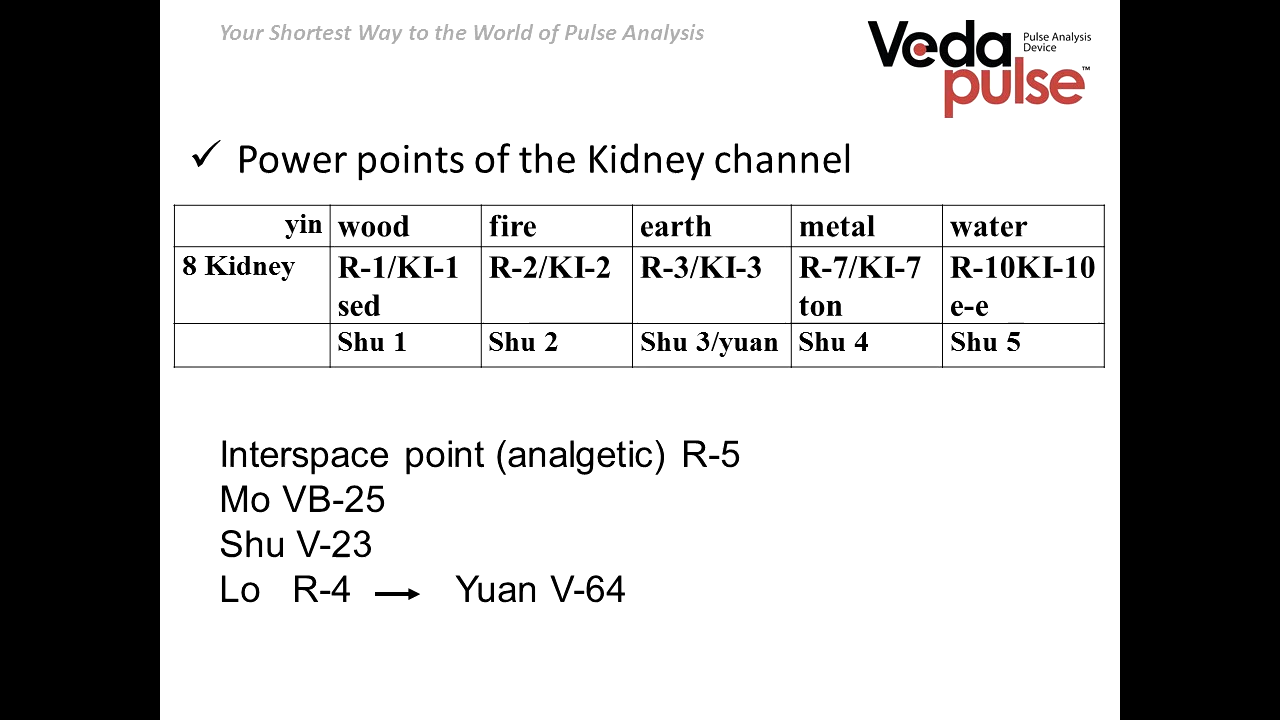 Your Shortest Way to the World of Pulse Analysis
Veda Pulse Analysis Device
pulse™
✓ Power points of the Kidney channel
yin wood fire earth metal water
8 Kidney R-1/KI-1 R-2/KI-2 R-3/KI-3 R-7/KI-7 R-10KI-10
sed ton e-e
Shu 1 Shu 2 Shu 3/yuan Shu 4 Shu 5
Interspace point (analgetic) R-5
Mo VB-25
Shu V-23
Lo R-4 → Yuan V-64